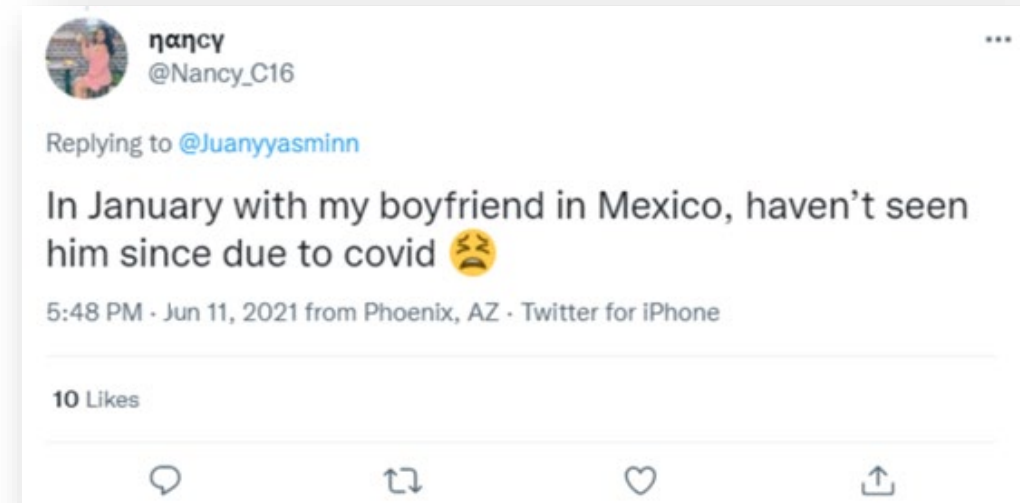 ηαηcγ
@Nancy_C16
Replying to @Juanyyasminn
In January with my boyfriend in Mexico, haven’t seen
him since due to covid 😫
5:48 PM · Jun 11, 2021 from Phoenix, AZ · Twitter for iPhone
10 Likes